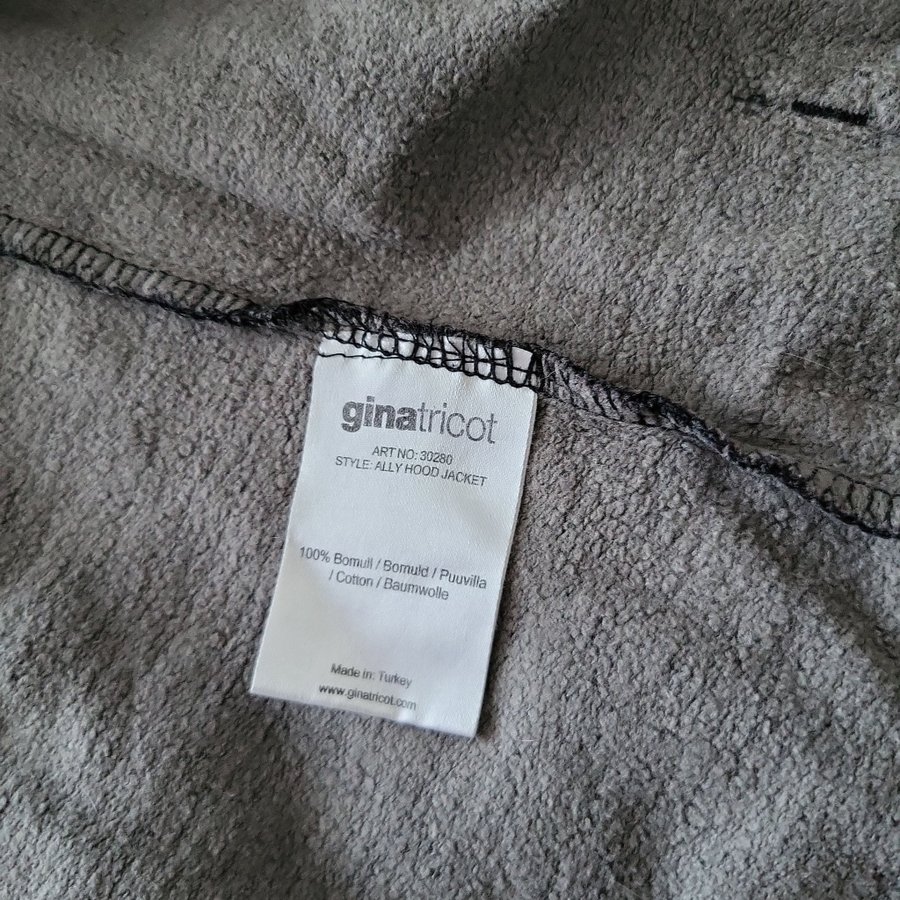 ginatricot
ART NO: 30280
STYLE: ALLY HOOD JACKET
100% Bomull / Bomuld / Puuvilla
/ Cotton / Baumwolle
Made in: Turkey
www.ginatricot.com